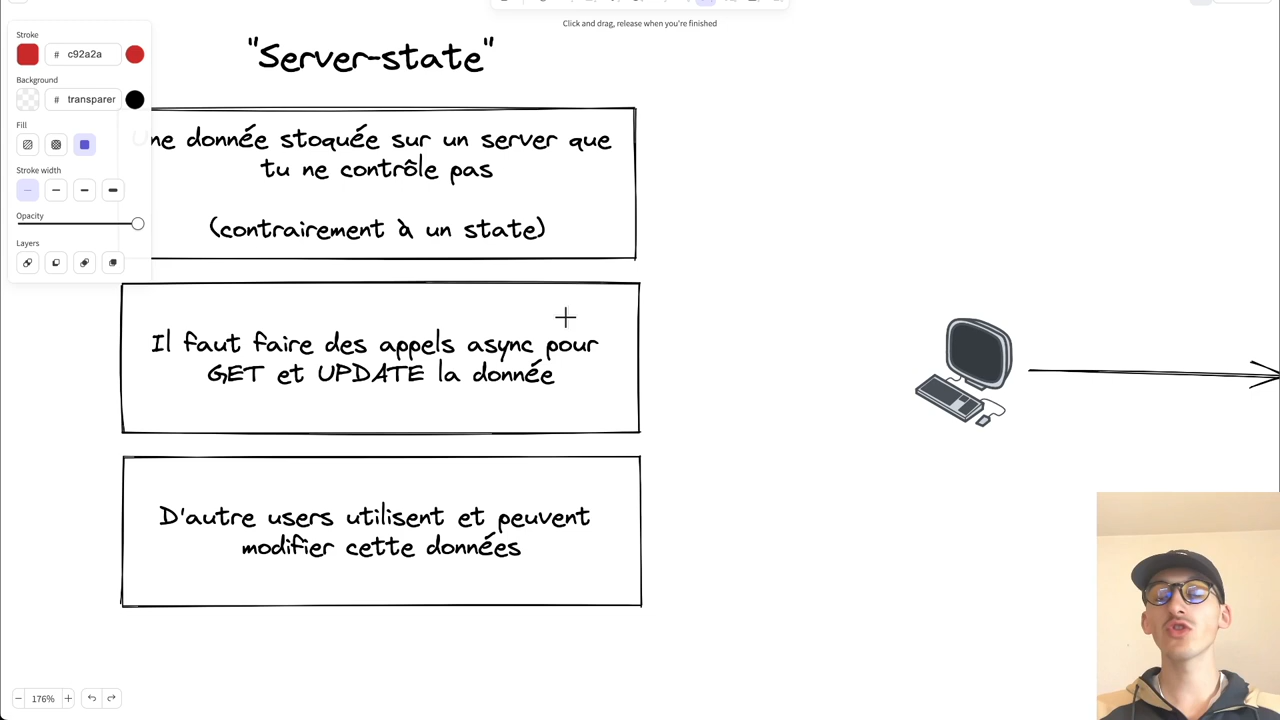 Click and drag, release when you're finished
Stroke
# c92a2a
Background
# transparer
Fill
Stroke width
Opacity
Layers
"Server-state"
ne donnée stoquée sur un server que
tu ne contrôle pas
(contrairement à un state)
Il faut faire des appels async pour
GET et UPDATE la donnée
D'autre users utilisent et peuvent
modifier cette données
176%